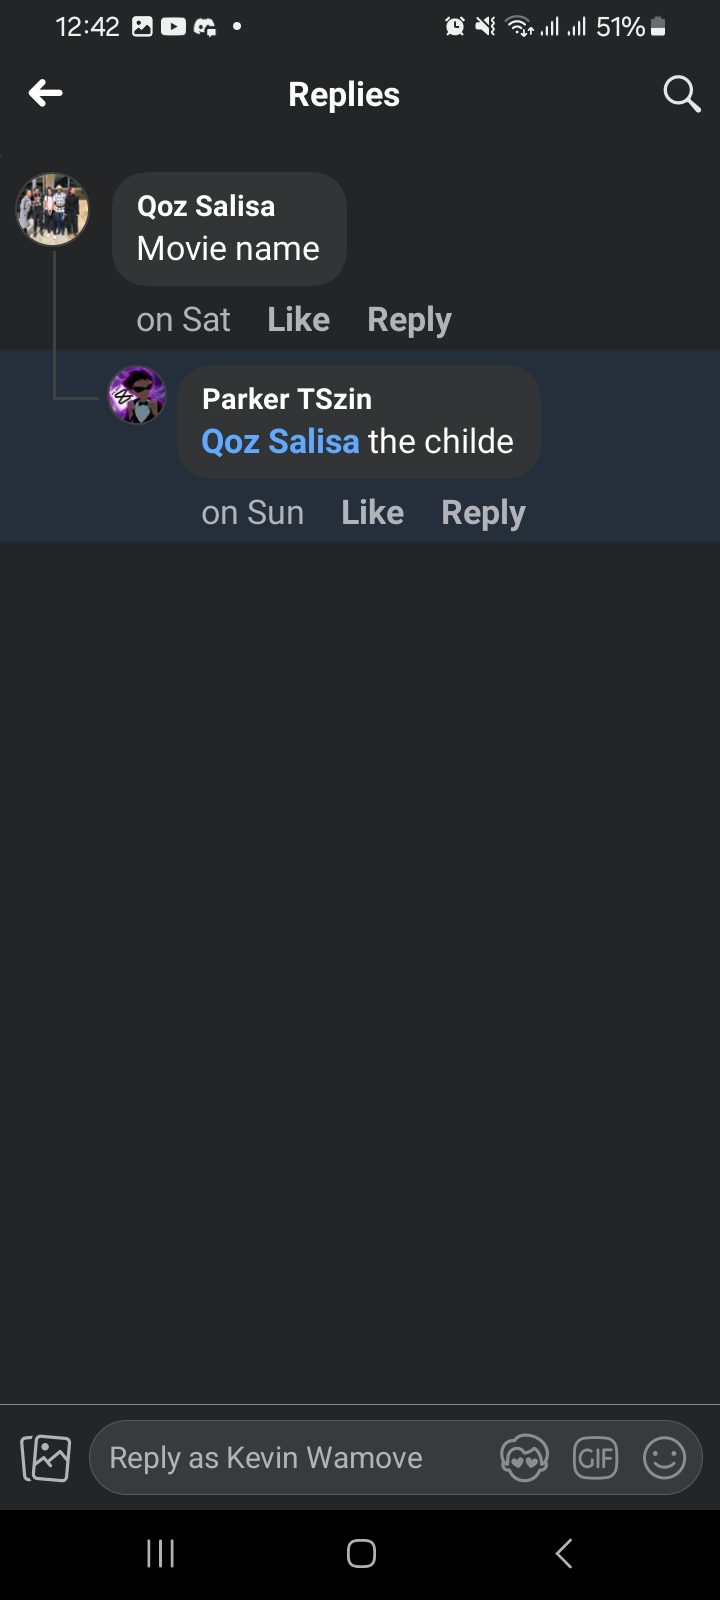 12:42 51%
Replies
Qoz Salisa
Movie name
on Sat Like Reply
Parker TSzin
Qoz Salisa the childe
on Sun Like Reply
Reply as Kevin Wamove GIF